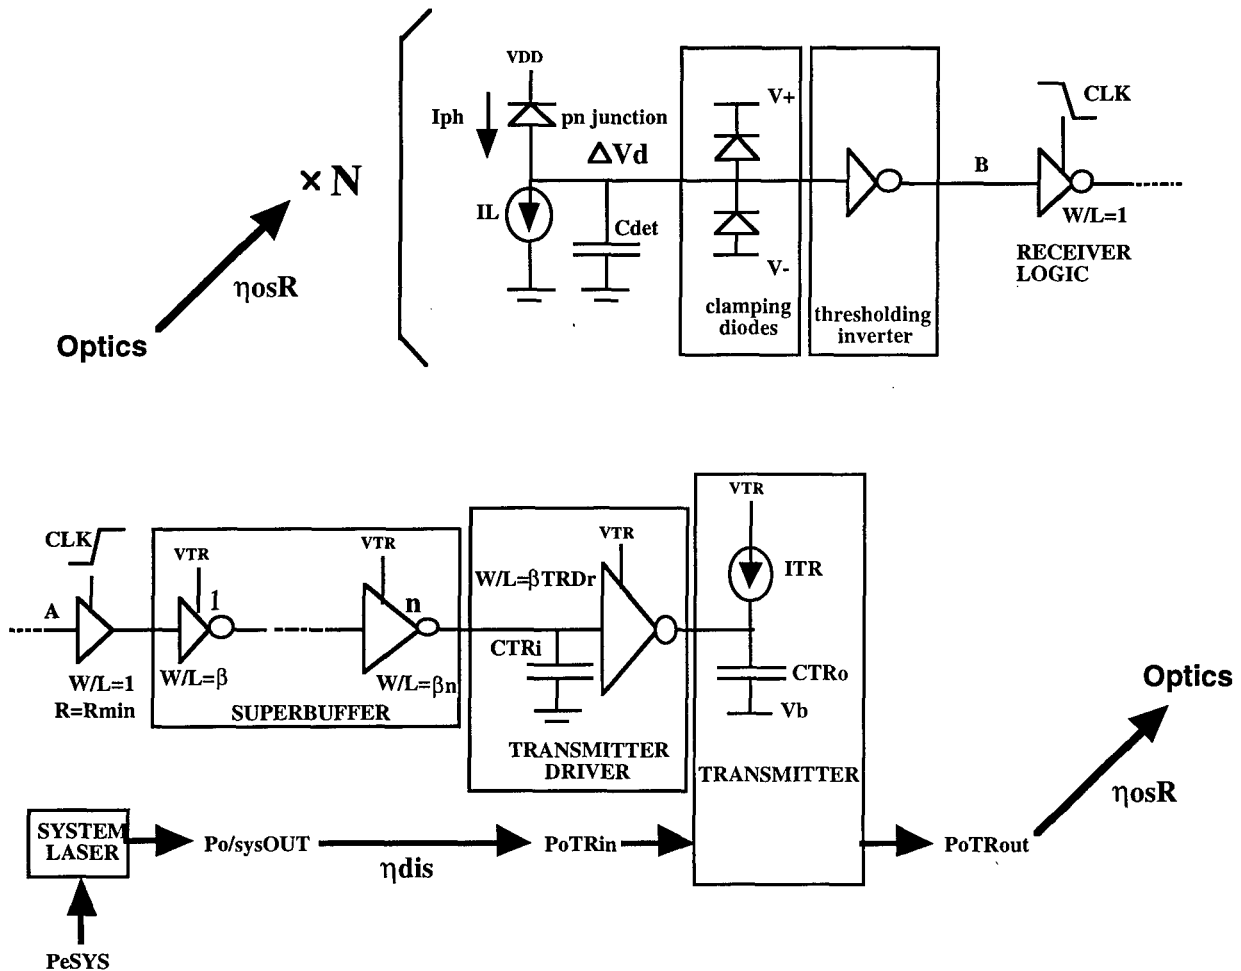 VDD
V+
CLK
Iph
pn junction
ΔVd
B
× N
IL
Cdet
W/L=1
V-
RECEIVER
LOGIC
ηosR
clamping
diodes
thresholding
inverter
Optics
VTR
CLK
VTR
VTR
VTR
ITR
W/L=βTRDr
A
1
n
CTRi
CTRo
W/L=1
R=Rmin
W/L=β
W/L=βn
SUPERBUFFER
Vb
Optics
TRANSMITTER
DRIVER
TRANSMITTER
ηosR
SYSTEM
LASER
Po/sysOUT
ηdis
PoTRin
PoTRout
PeSYS